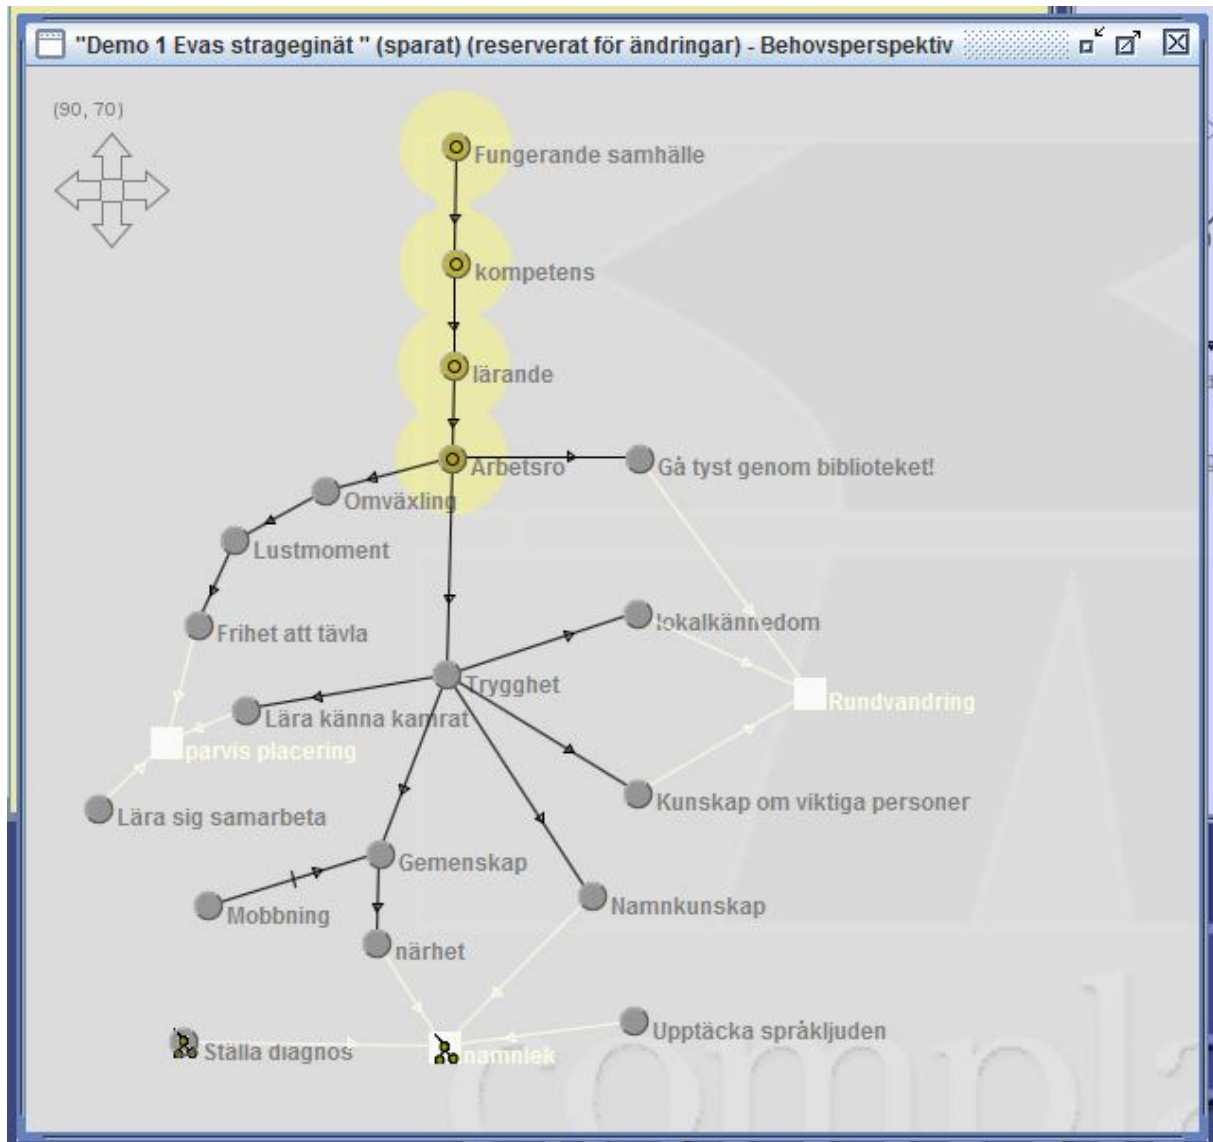 "Demo 1 Evas strageginät " (sparat) (reserverat för ändringar) - Behovsperspektiv
(90, 70)
Fungerande samhälle
kompetens
lärande
Arbetsro
Gå tyst genom biblioteket!
Omväxling
Lustmoment
Frihet att tävla
lokalkännedom
Trygghet
Rundvandring
Lära känna kamrat
parvis placering
Kunskap om viktiga personer
Lära sig samarbeta
Gemenskap
Namnkunskap
Mobbning
närhet
Upptäcka språkljuden
Ställa diagnos
namnlek
compla